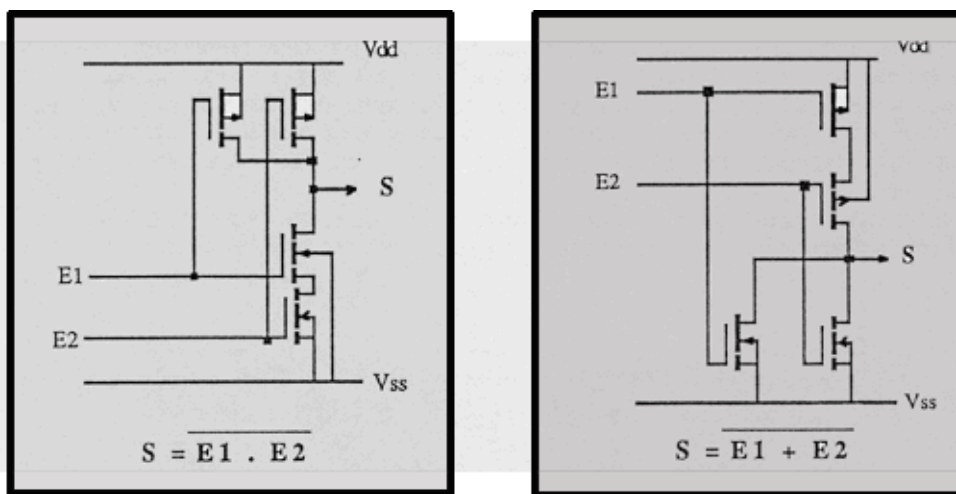 Vdd
S
E1
E2
Vss
S = E1 . E2
Vdd
E1
E2
S
Vss
S = E1 + E2